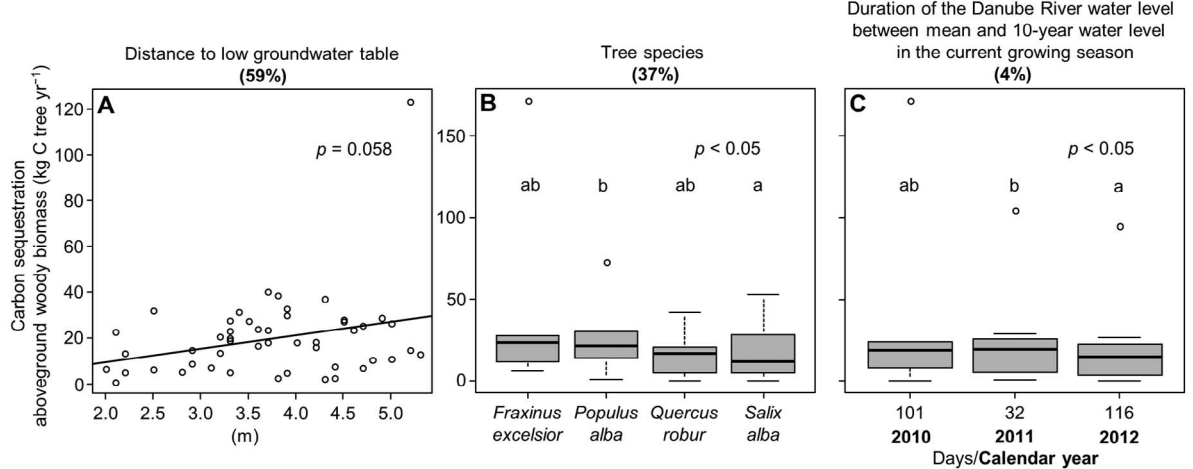 Distance to low groundwater table
(59%)
Carbon sequestration
aboveground woody biomass (kg C tree yr⁻¹)
A
p = 0.058
120
100
80
60
40
20
0
2.0 2.5 3.0 3.5 4.0 4.5 5.0
(m)
Tree species
(37%)
B
p < 0.05
ab b ab a
150
100
50
0
Fraxinus excelsior
Populus alba
Quercus robur
Salix alba
Duration of the Danube River water level
between mean and 10-year water level
in the current growing season
(4%)
C
p < 0.05
ab b a
101 32 116
2010 2011 2012
Days/Calendar year